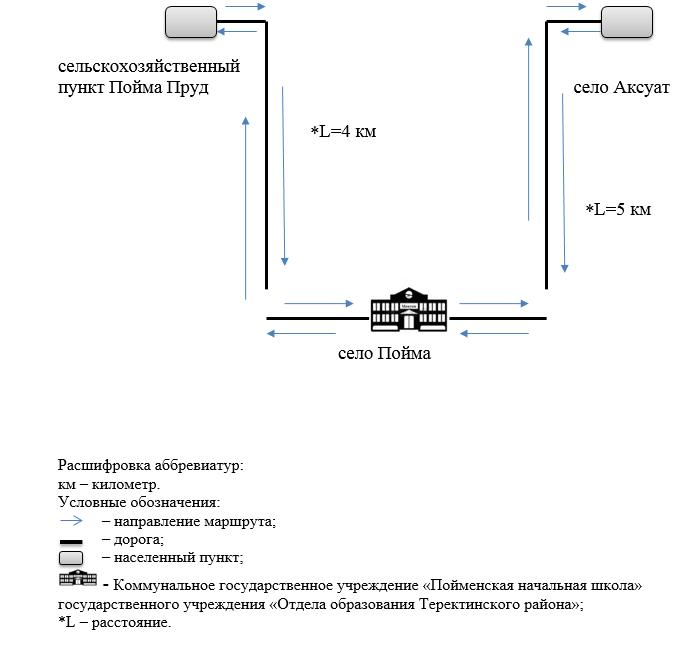 сельскохозяйственный
пункт Пойма Пруд
село Аксуат
*L=4 км
*L=5 км
село Пойма
Расшифровка аббревиатур:
км – километр.
Условные обозначения:
– направление маршрута;
– дорога;
– населенный пункт;
- Коммунальное государственное учреждение «Пойменская начальная школа»
государственного учреждения «Отдела образования Теректинского района»;
*L – расстояние.